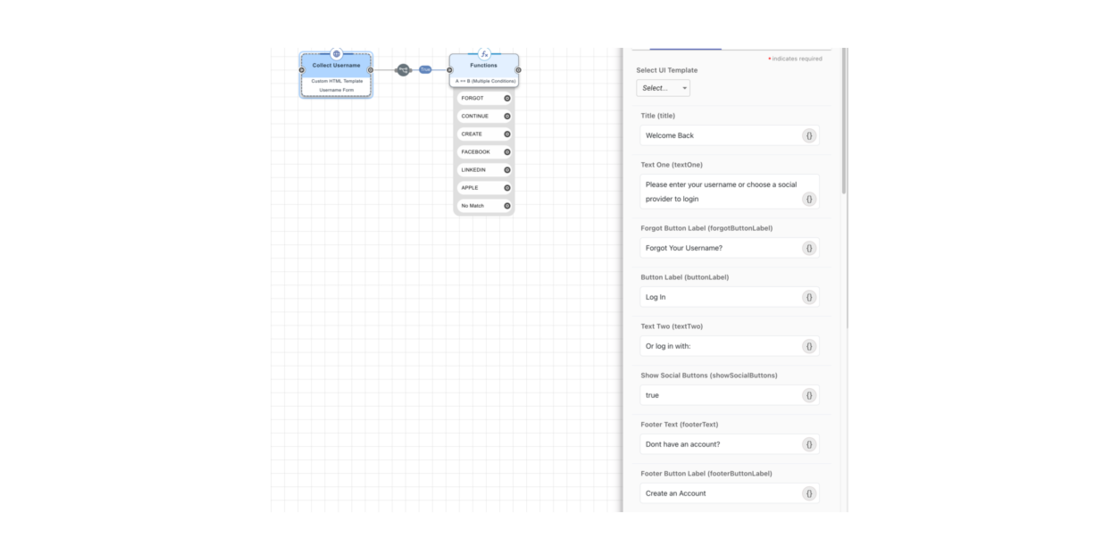 Collect Username
Custom HTML Template
Username Form
True
Functions
A == B (Multiple Conditions)
FORGOT
CONTINUE
CREATE
FACEBOOK
LINKEDIN
APPLE
No Match
* indicates required
Select UI Template
Select...
Title (title)
Welcome Back
{}
Text One (textOne)
Please enter your username or choose a social
provider to login
{}
Forgot Button Label (forgotButtonLabel)
Forgot Your Username?
{}
Button Label (buttonLabel)
Log In
{}
Text Two (textTwo)
Or log in with:
{}
Show Social Buttons (showSocialButtons)
true
{}
Footer Text (footerText)
Dont have an account?
{}
Footer Button Label (footerButtonLabel)
Create an Account
{}